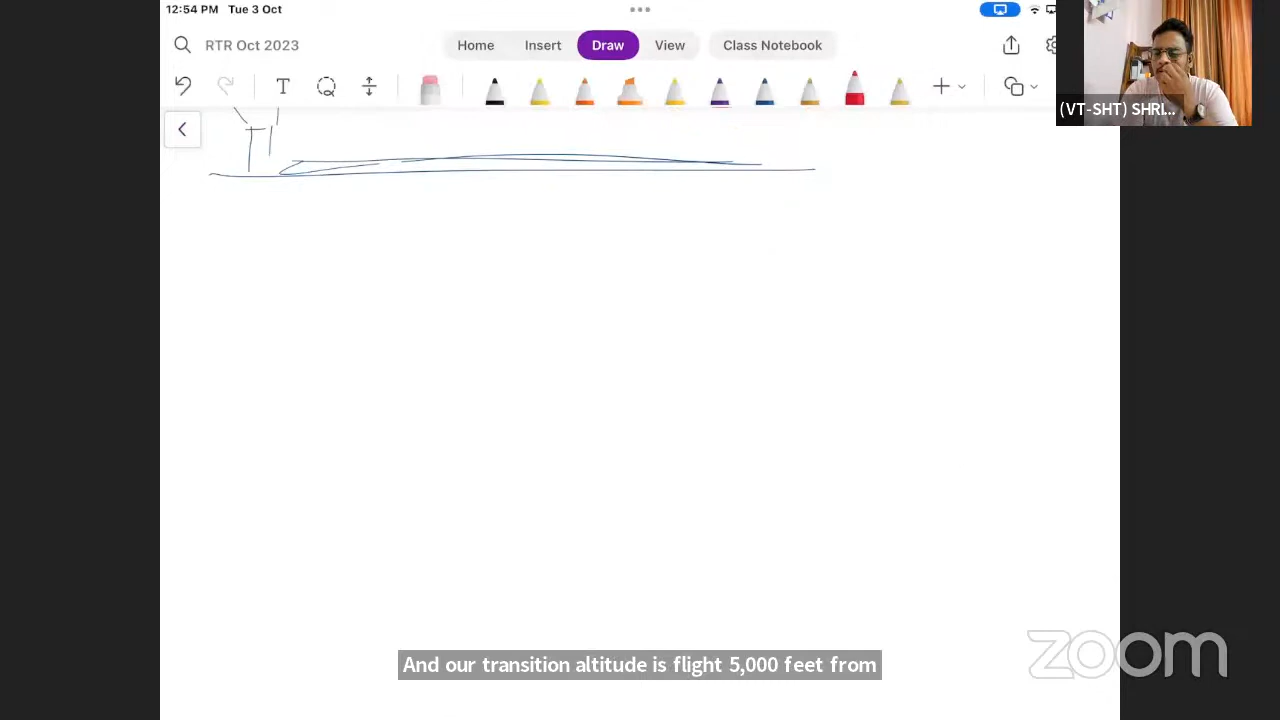 12:54 PM Tue 3 Oct
RTR Oct 2023
Home Insert Draw View Class Notebook
T
(VT-SHT) SHRI...
And our transition altitude is flight 5,000 feet from
zoom